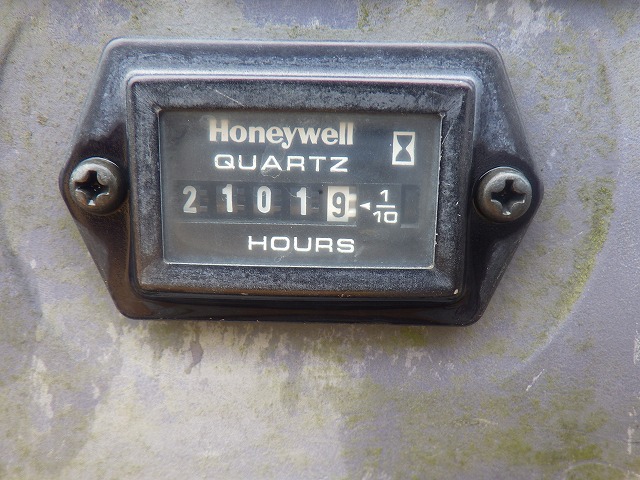 Honeywell
QUARTZ
2 1 0 1 9 ◄ 1/10
HOURS